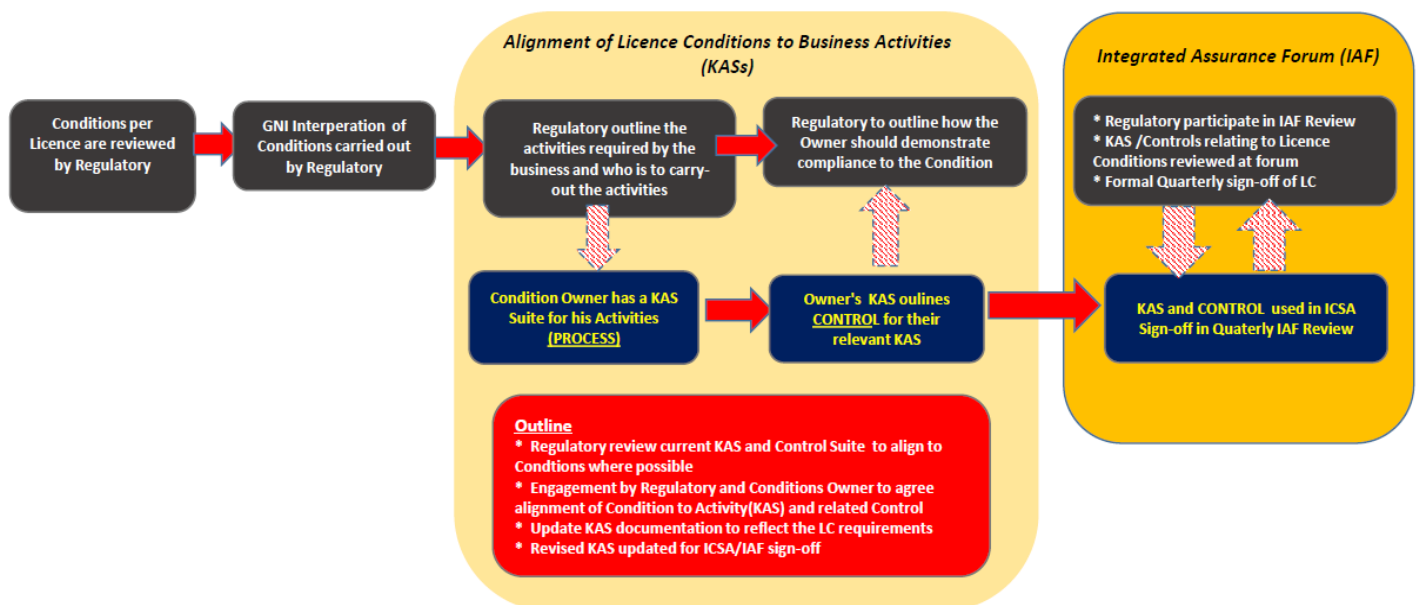 Alignment of Licence Conditions to Business Activities
(KASs)
Integrated Assurance Forum (IAF)
Conditions per
Licence are reviewed
by Regulatory
GNI Interperation of
Conditions carried out
by Regulatory
Regulatory outline the
activities required by the
business and who is to carry-
out the activities
Regulatory to outline how the
Owner should demonstrate
compliance to the Condition
* Regulatory participate in IAF Review
* KAS /Controls relating to Licence
Conditions reviewed at forum
* Formal Quarterly sign-off of LC
Condition Owner has a KAS
Suite for his Activities
(PROCESS)
Owner's KAS oulines
CONTROL for their
relevant KAS
KAS and CONTROL used in ICSA
Sign-off in Quaterly IAF Review
Outline
* Regulatory review current KAS and Control Suite to align to
Condtions where possible
* Engagement by Regulatory and Conditions Owner to agree
alignment of Condition to Activity(KAS) and related Control
* Update KAS documentation to reflect the LC requirements
* Revised KAS updated for ICSA/IAF sign-off